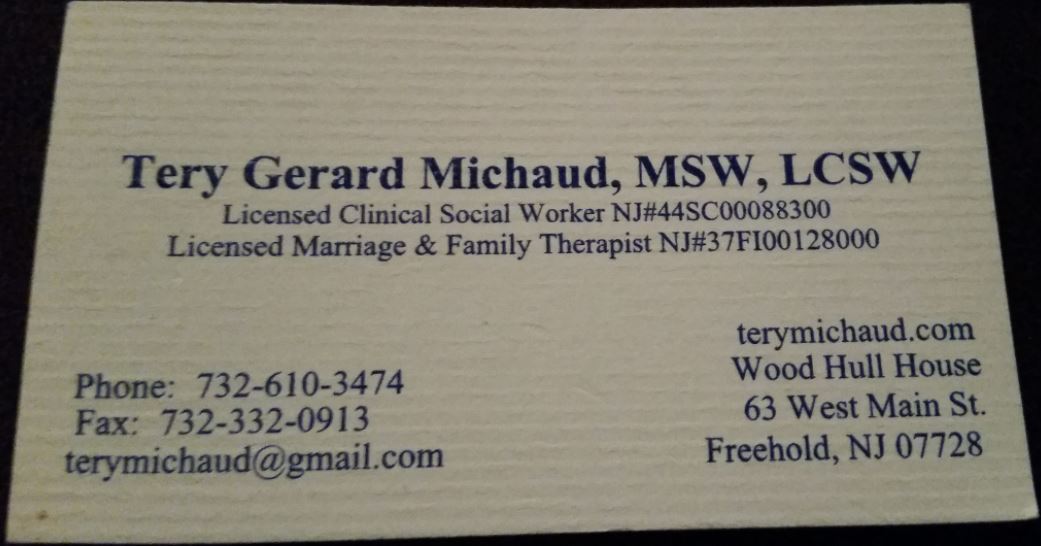 Tery Gerard Michaud, MSW, LCSW
Licensed Clinical Social Worker NJ#44SC00088300
Licensed Marriage & Family Therapist NJ#37FI00128000
Phone: 732-610-3474
Fax: 732-332-0913
terymichaud@gmail.com
terymichaud.com
Wood Hull House
63 West Main St.
Freehold, NJ 07728